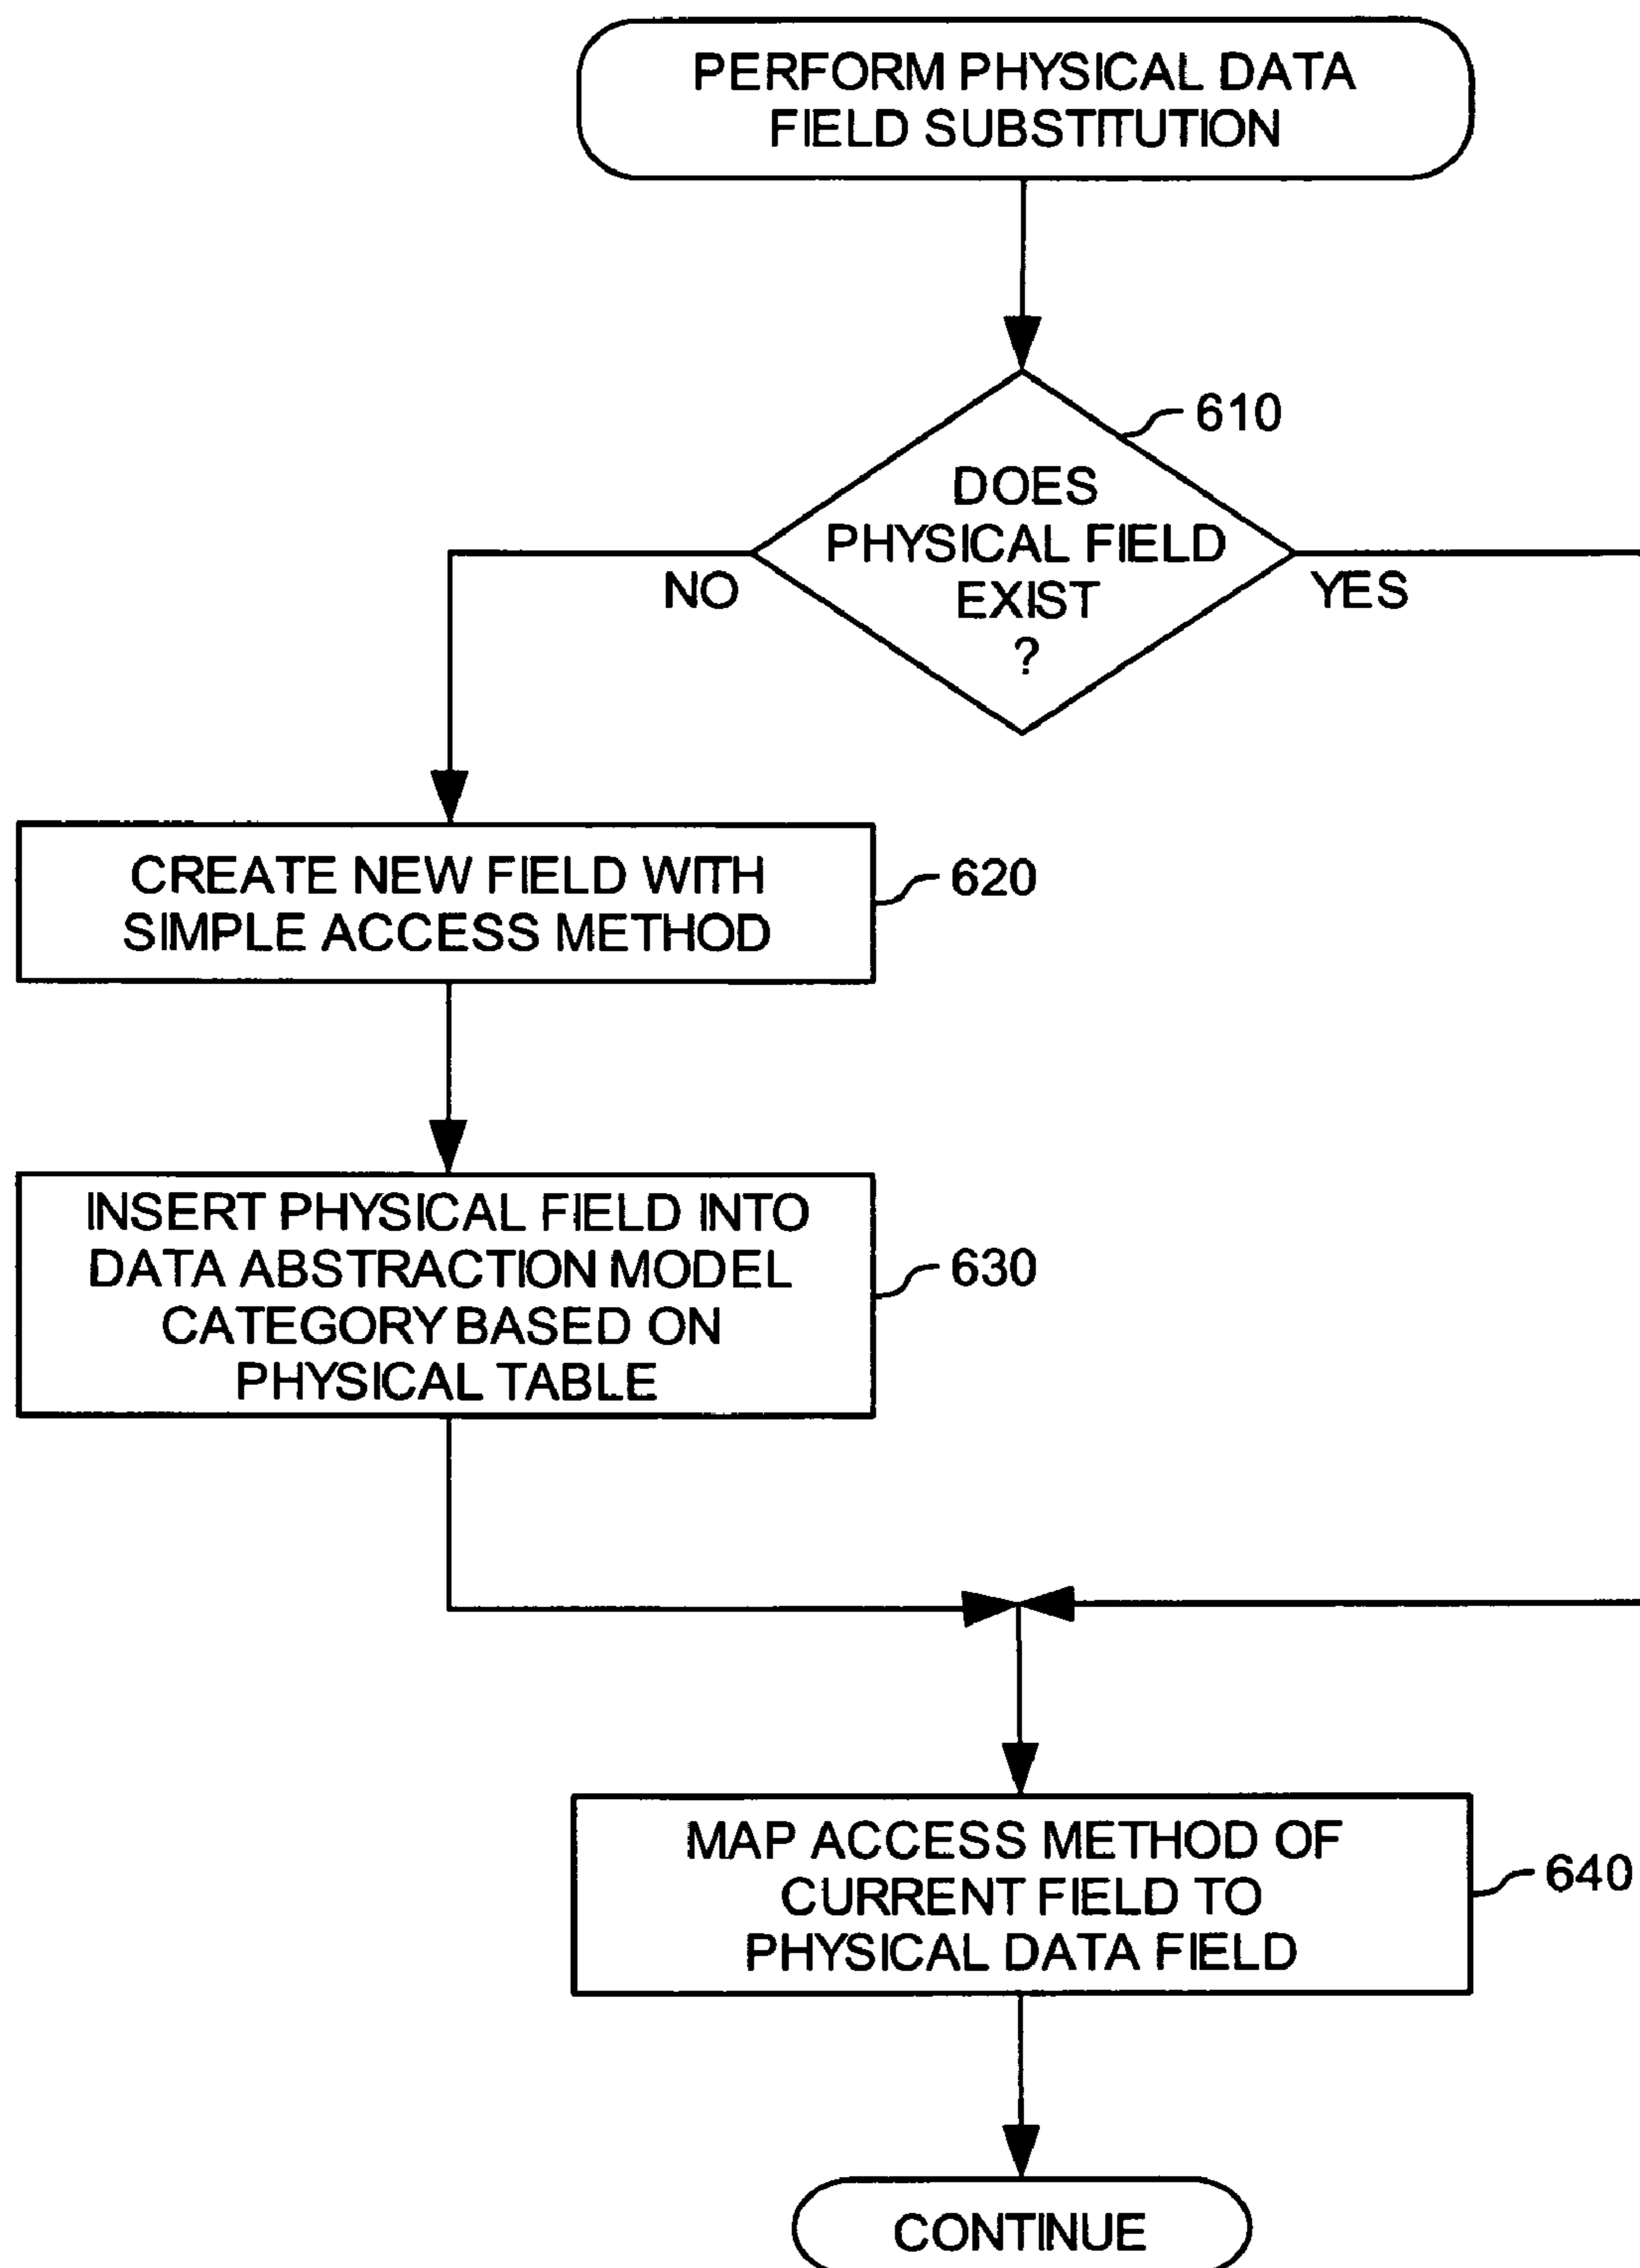 PERFORM PHYSICAL DATA
FIELD SUBSTITUTION
610
DOES
PHYSICAL FIELD
EXIST
?
NO
YES
CREATE NEW FIELD WITH
SIMPLE ACCESS METHOD
620
INSERT PHYSICAL FIELD INTO
DATA ABSTRACTION MODEL
CATEGORY BASED ON
PHYSICAL TABLE
630
MAP ACCESS METHOD OF
CURRENT FIELD TO
PHYSICAL DATA FIELD
640
CONTINUE